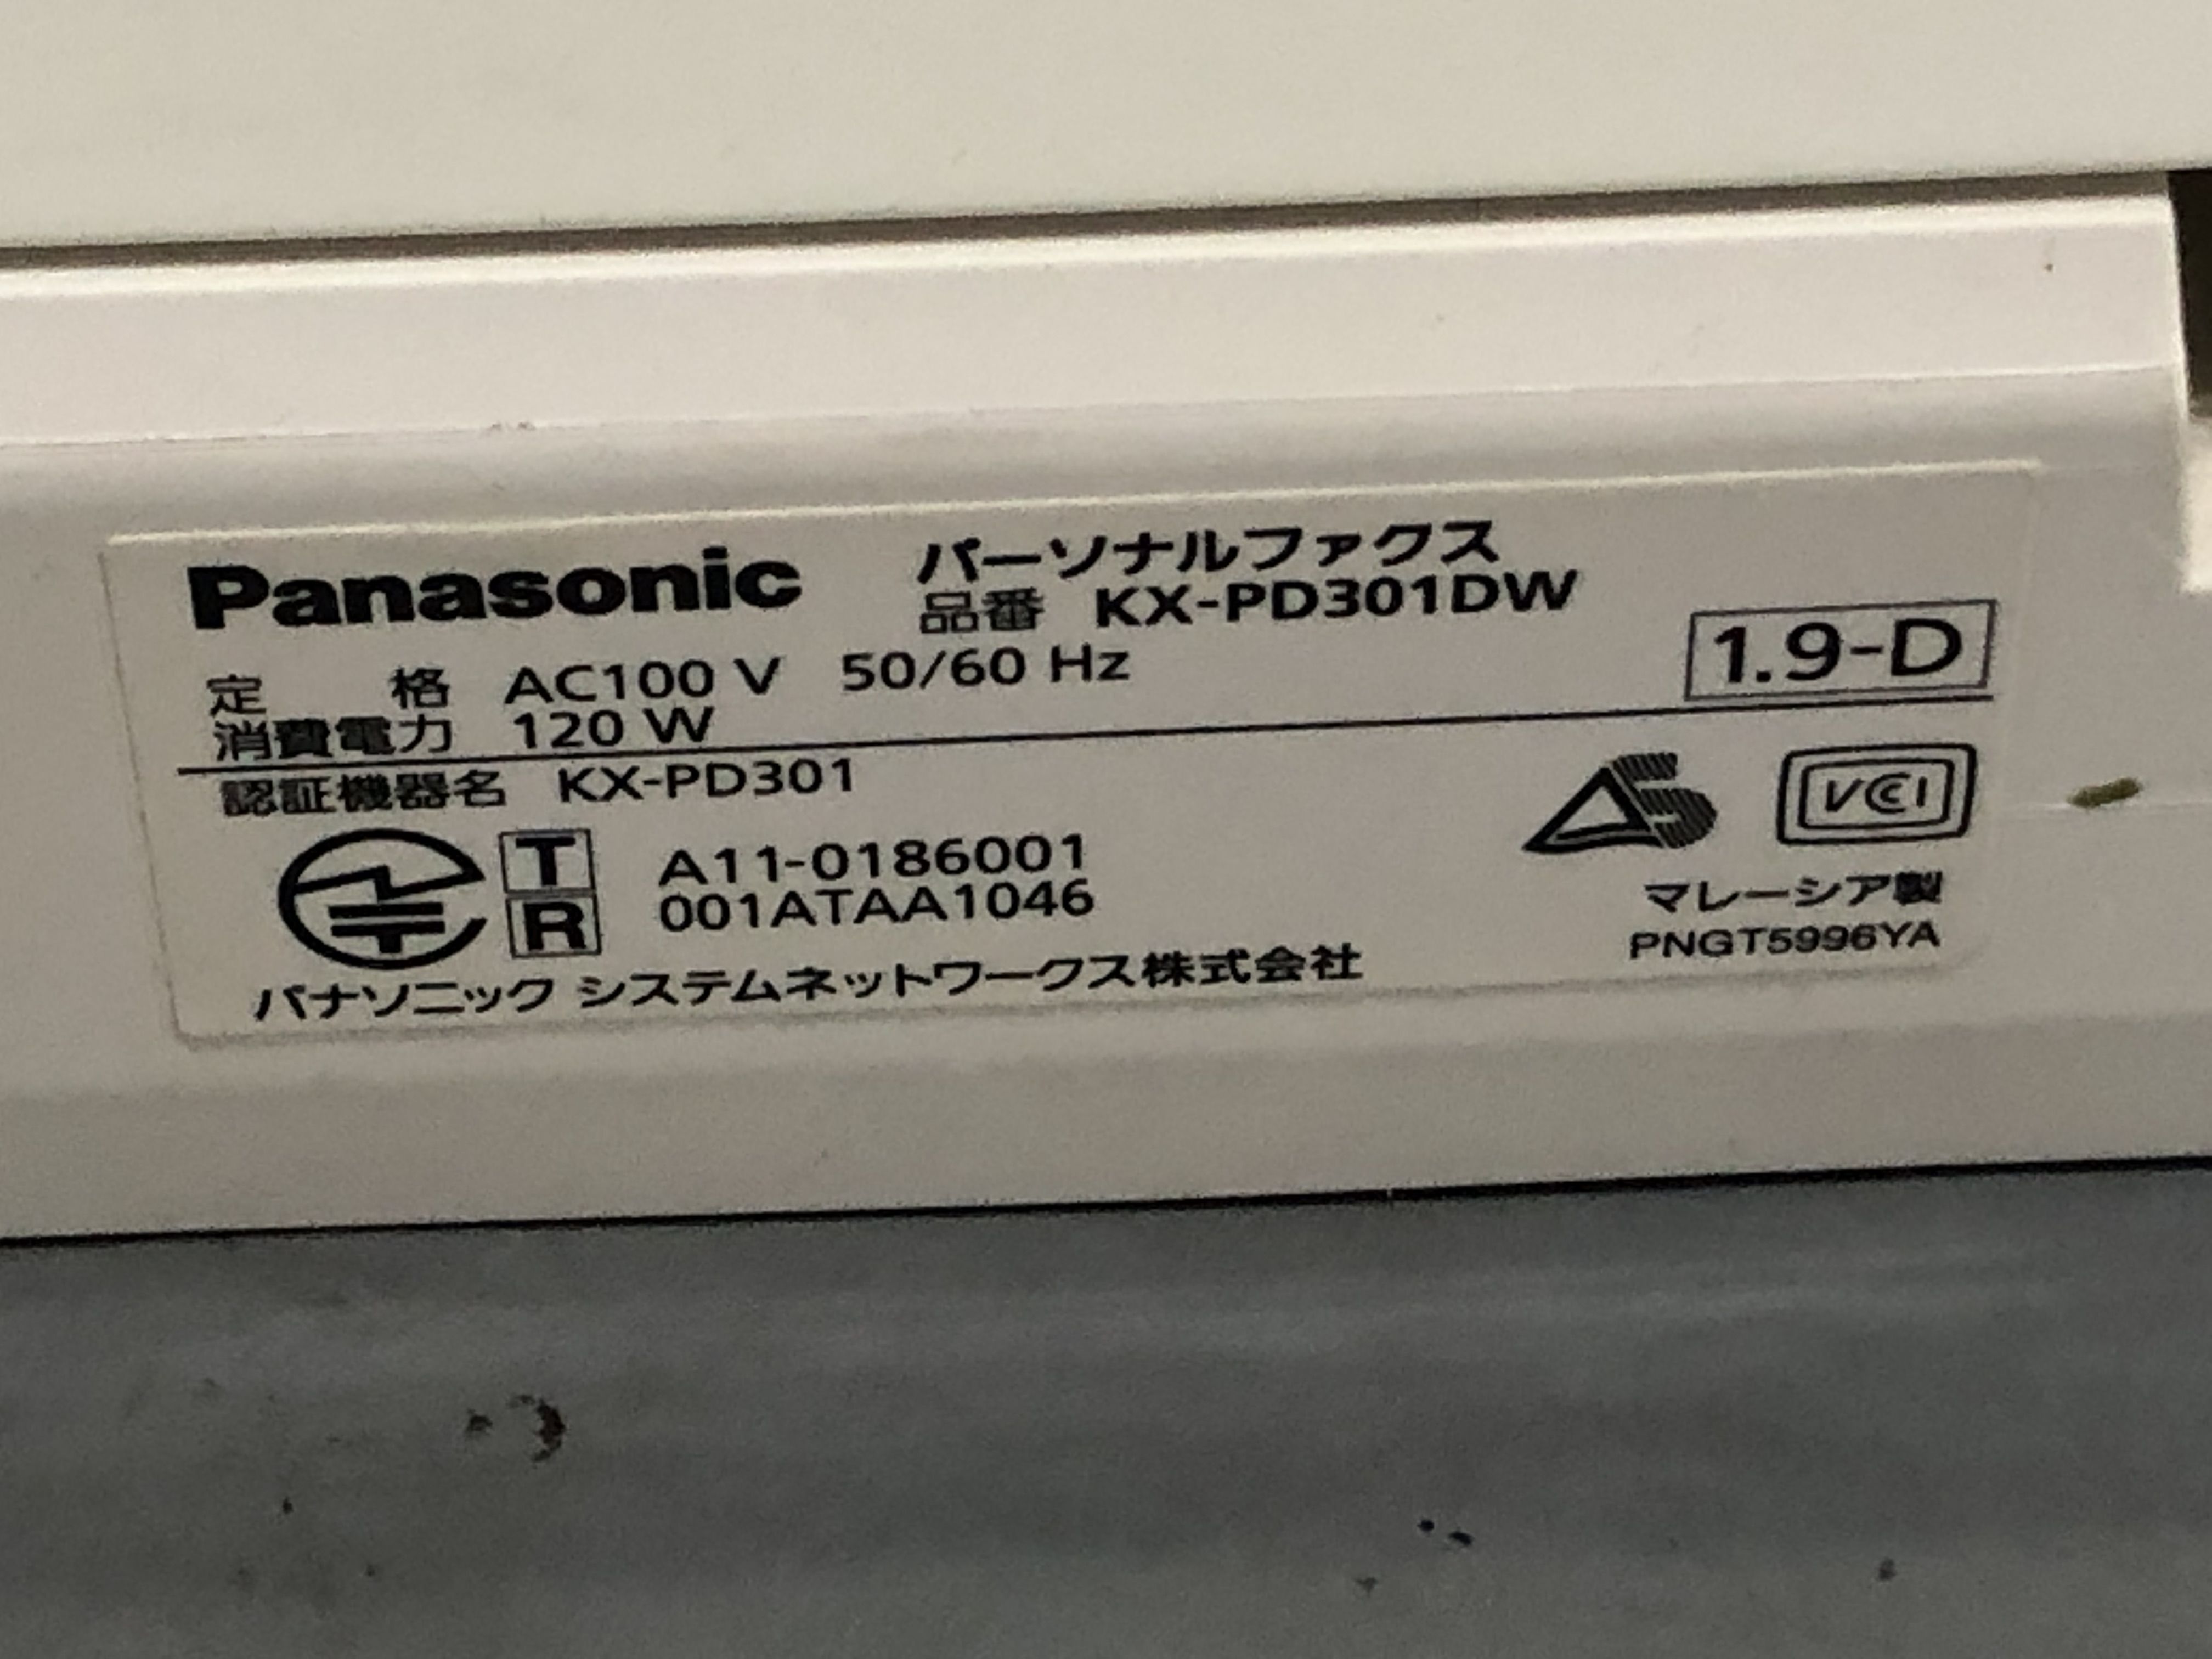 Panasonic パーソナルファクス
品番 KX-PD301DW
定 格 AC100 V 50/60 Hz
消費電力 120 W
1.9-D
認証機器名 KX-PD301
T A11-0186001
R 001ATAA1046
パナソニック システムネットワークス株式会社
VCI
マレーシア製
PNGT5996YA